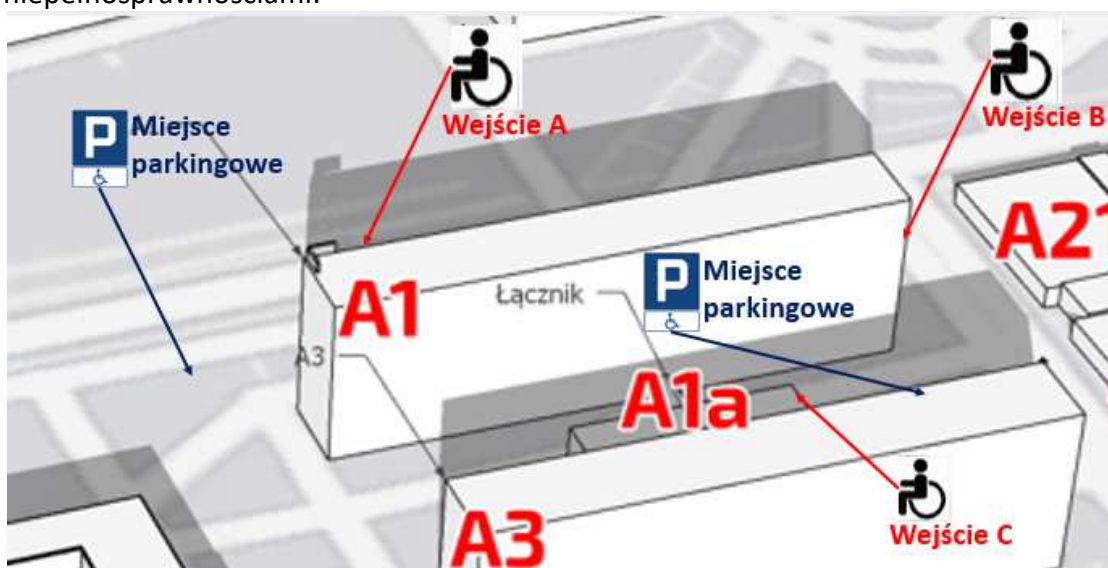 niepełnosprawnościami.
Wejście A
Wejście B
P Miejsce
parkingowe
A1
A21
Łącznik
P Miejsce
parkingowe
A3
A1a
A3
Wejście C